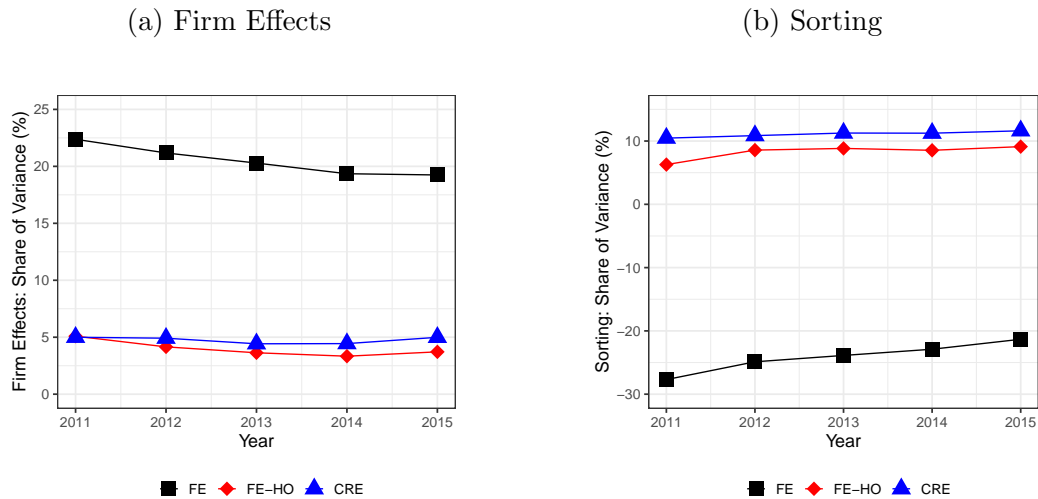 (a) Firm Effects
Firm Effects: Share of Variance (%)
25
20
15
10
5
0
2011 2012 2013 2014 2015
Year
FE FE−HO CRE
(b) Sorting
Sorting: Share of Variance (%)
10
0
−10
−20
−30
2011 2012 2013 2014 2015
Year
FE FE−HO CRE